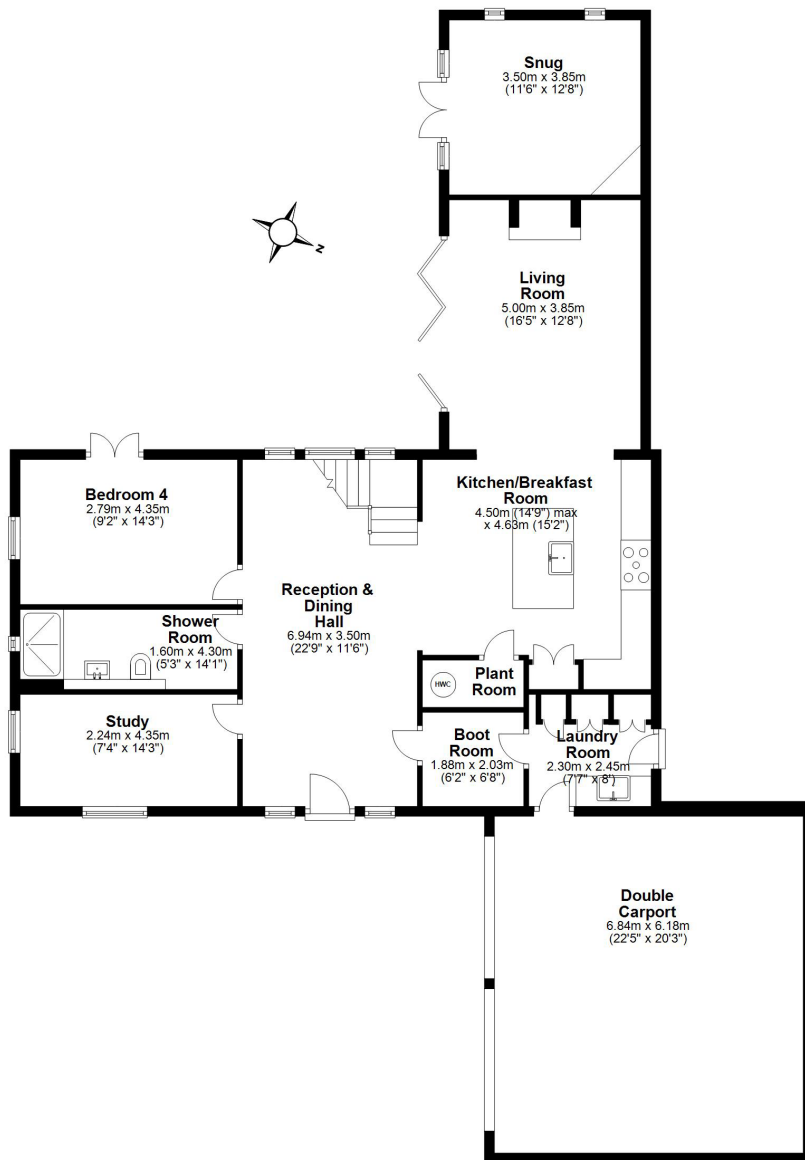 Snug
3.50m x 3.85m
(11'6" x 12'8")
N
Living
Room
5.00m x 3.85m
(16'5" x 12'8")
Bedroom 4
2.79m x 4.35m
(9'2" x 14'3")
Kitchen/Breakfast
Room
4.50m (14'9") max
x 4.63m (15'2")
Reception &
Dining
Hall
6.94m x 3.50m
(22'9" x 11'6")
Shower
Room
1.60m x 4.30m
(5'3" x 14'1")
Plant
Room
HWC
Study
2.24m x 4.35m
(7'4" x 14'3")
Boot
Room
1.88m x 2.03m
(6'2" x 6'8")
Laundry
Room
2.30m x 2.45m
(7'7" x 8')
Double
Carport
6.84m x 6.18m
(22'5" x 20'3")